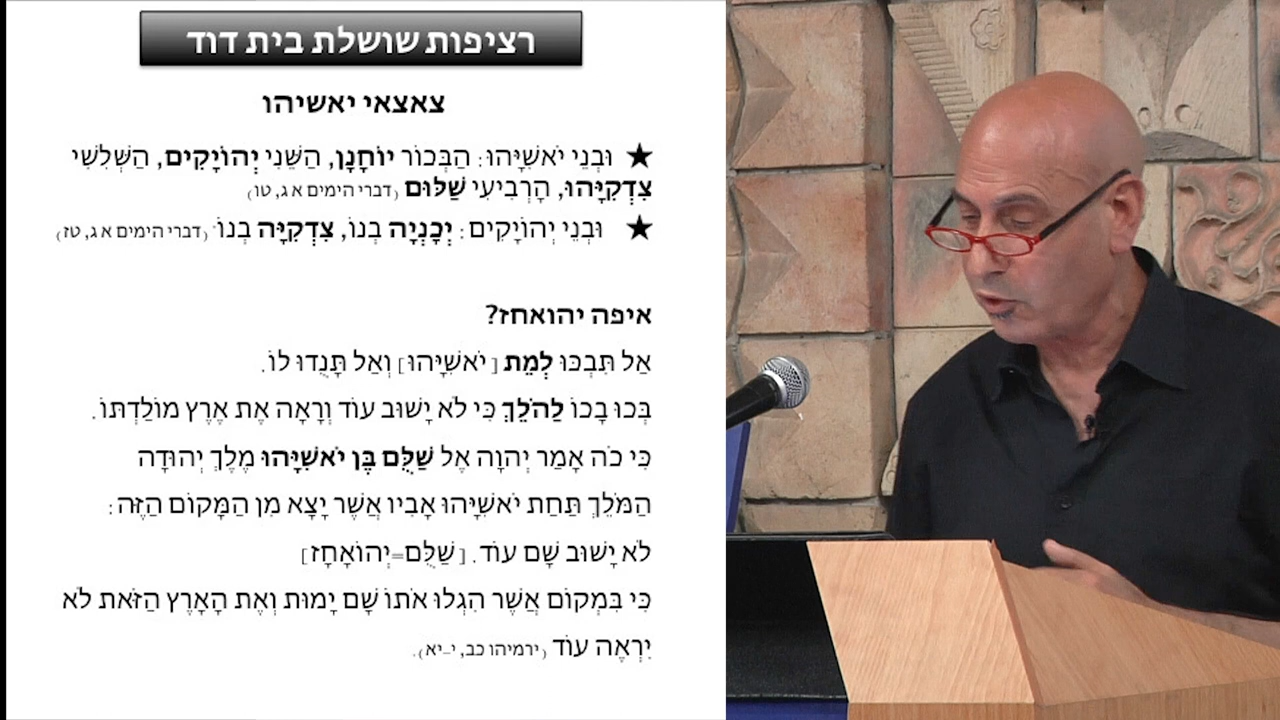 רציפות שושלת בית דוד
צאצאי יאשיהו
★ וּבְנֵי יֹאשִׁיָּהוּ: הַבְּכוֹר יוֹחָנָן, הַשֵּׁנִי יְהוֹיָקִים, הַשְּׁלִשִׁי
צִדְקִיָּהוּ, הָרְבִיעִי שַׁלּוּם (דברי הימים א ג, טו)
★ וּבְנֵי יְהוֹיָקִים: יְכָנְיָה בְנוֹ, צִדְקִיָּה בְנוֹ (דברי הימים א ג, טז)
איפה יהואחז?
אַל תִּבְכּוּ לְמֵת [יֹאשִׁיָּהוּ] וְאַל תָּנֻדוּ לוֹ.
בְּכוּ בָכוֹ לַהֹלֵךְ כִּי לֹא יָשׁוּב עוֹד וְרָאָה אֶת אֶרֶץ מוֹלַדְתּוֹ.
כִּי כֹה אָמַר יְהוָה אֶל שַׁלֻּם בֶּן יֹאשִׁיָּהוּ מֶלֶךְ יְהוּדָה
הַמֹּלֵךְ תַּחַת יֹאשִׁיָּהוּ אָבִיו אֲשֶׁר יָצָא מִן הַמָּקוֹם הַזֶּה:
לֹא יָשׁוּב שָׁם עוֹד. [שַׁלֻּם=יְהוֹאָחָז]
כִּי בִּמְקוֹם אֲשֶׁר הִגְלוּ אֹתוֹ שָׁם יָמוּת וְאֶת הָאָרֶץ הַזֹּאת לֹא
יִרְאֶה עוֹד (ירמיהו כב, י–יא).